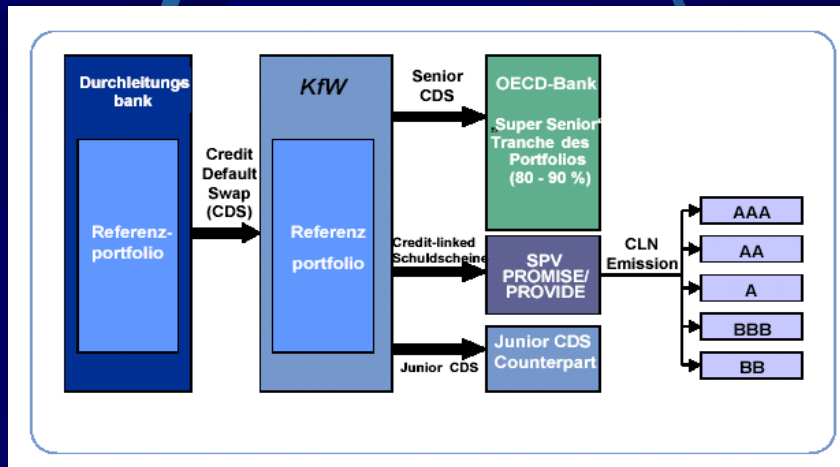 Durchleitungs
bank
Referenz-
portfolio
Credit
Default
Swap
(CDS)
KfW
Referenz
portfolio
Senior
CDS
Credit-linked
Schuldscheine
Junior CDS
OECD-Bank
„Super Senior“
Tranche des
Portfolios
(80 - 90 %)
SPV
PROMISE/
PROVIDE
Junior CDS
Counterpart
CLN
Emission
AAA
AA
A
BBB
BB